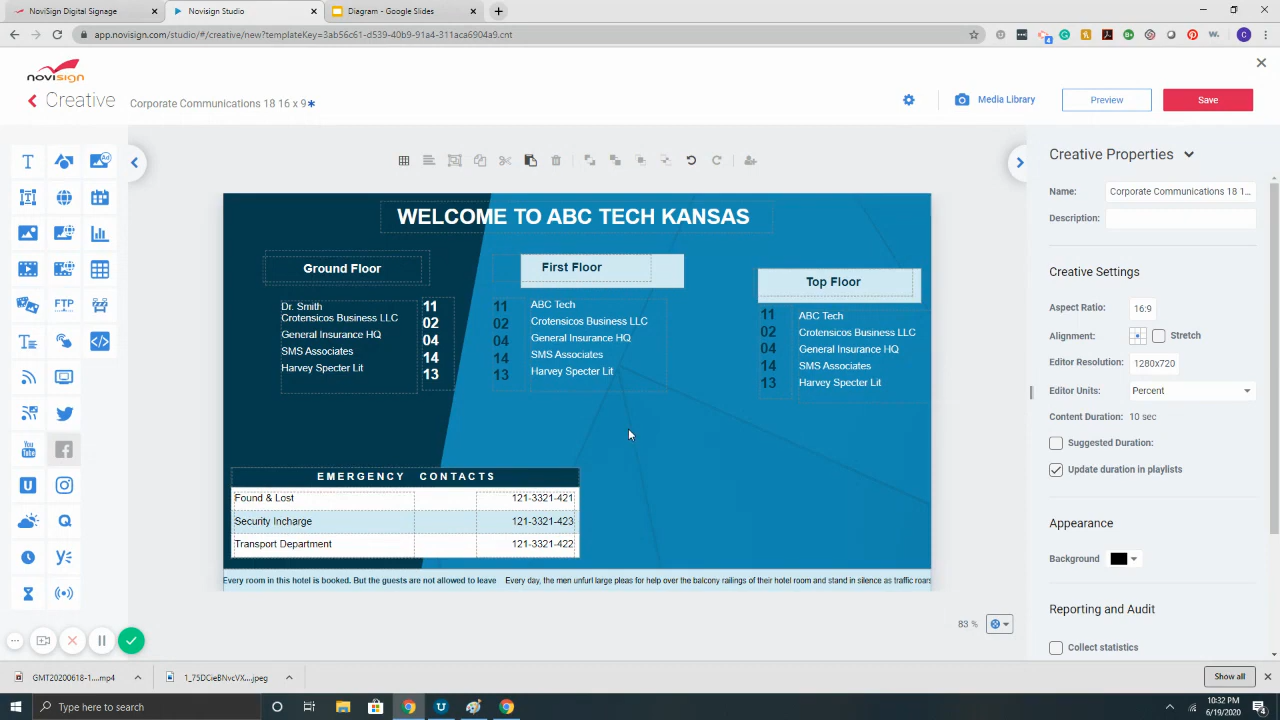 NoviSign Digital Signage
Novisign Studio
Diagram - Google Slides
app.novisign.com/studio/#/creative/new?templateKey=3ab56c61-d539-40b9-91a4-311aca6904a9.cnt
novisign
Creative
Corporate Communications 18 16 x 9*
Media Library
Preview
Save
WELCOME TO ABC TECH KANSAS
Ground Floor
Dr. Smith
Crotensicos Business LLC
General Insurance HQ
SMS Associates
Harvey Specter Lit
11
02
04
14
13
First Floor
11
02
04
14
13
ABC Tech
Crotensicos Business LLC
General Insurance HQ
SMS Associates
Harvey Specter Lit
Top Floor
11
02
04
14
13
ABC Tech
Crotensicos Business LLC
General Insurance HQ
SMS Associates
Harvey Specter Lit
EMERGENCY CONTACTS
Found & Lost 121-3321-421
Security Incharge 121-3321-423
Transport Department 121-3321-422
Every room in this hotel is booked. But the guests are not allowed to leave Every day, the men unfurl large pleas for help over the balcony railings of their hotel room and stand in silence as traffic roars
83 %
Creative Properties
Name: Corporate Communications 18 1...
Description:
Creative Settings
Aspect Ratio: 16:9
Alignment: Stretch
Editor Resolution: 1280x720
Editor Units: Percent
Content Duration: 10 sec
Suggested Duration:
Update duration in playlists
Appearance
Background
Reporting and Audit
Collect statistics
T
Ad
FTP
You Tube
GMT20200618-1....mp4
1_75DCieBNvcVX....jpeg
Show all
Type here to search
10:32 PM
6/19/2020